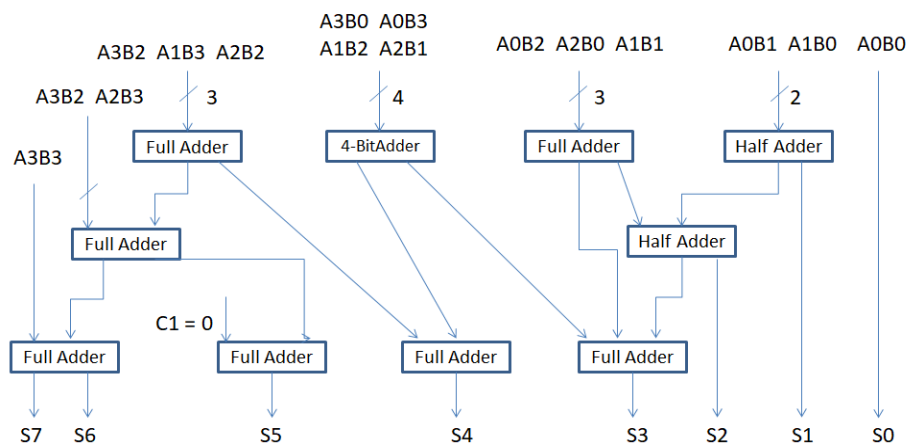 A3B0 A0B3
A3B2 A1B3 A2B2
A1B2 A2B1
A0B2 A2B0 A1B1
A0B1 A1B0
A0B0
A3B2 A2B3
3
4
3
2
Full Adder
4-BitAdder
Full Adder
Half Adder
A3B3
Full Adder
Half Adder
C1 = 0
Full Adder
Full Adder
Full Adder
Full Adder
S7
S6
S5
S4
S3
S2
S1
S0